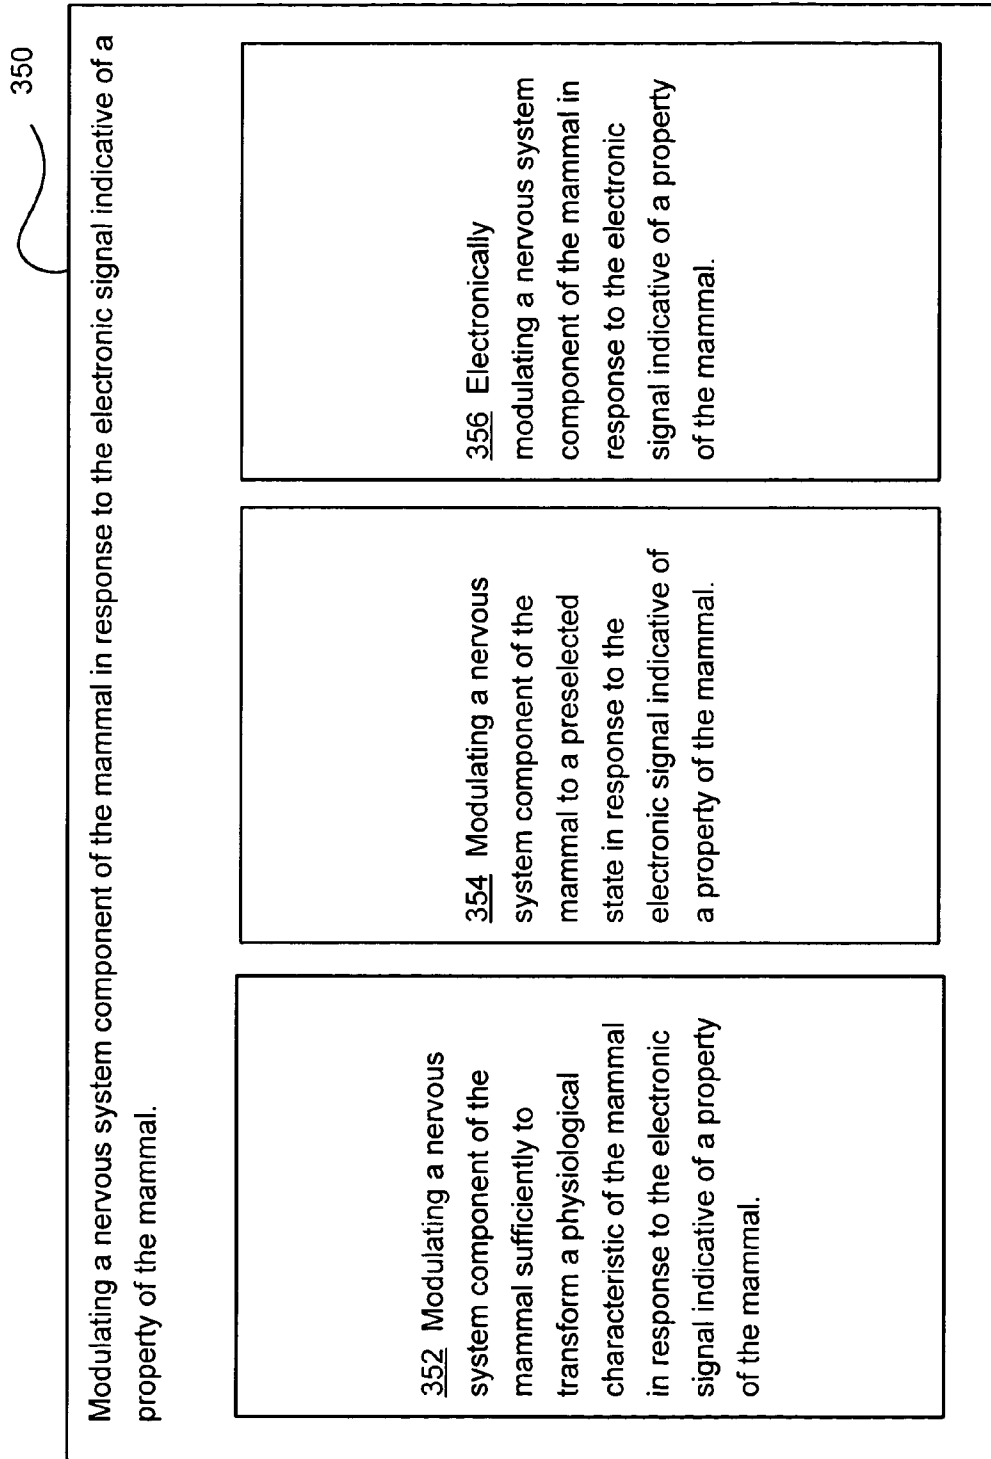 350
Modulating a nervous system component of the mammal in response to the electronic signal indicative of a
property of the mammal.
352 Modulating a nervous
system component of the
mammal sufficiently to
transform a physiological
characteristic of the mammal
in response to the electronic
signal indicative of a property
of the mammal.
354 Modulating a nervous
system component of the
mammal to a preselected
state in response to the
electronic signal indicative of
a property of the mammal.
356 Electronically
modulating a nervous system
component of the mammal in
response to the electronic
signal indicative of a property
of the mammal.